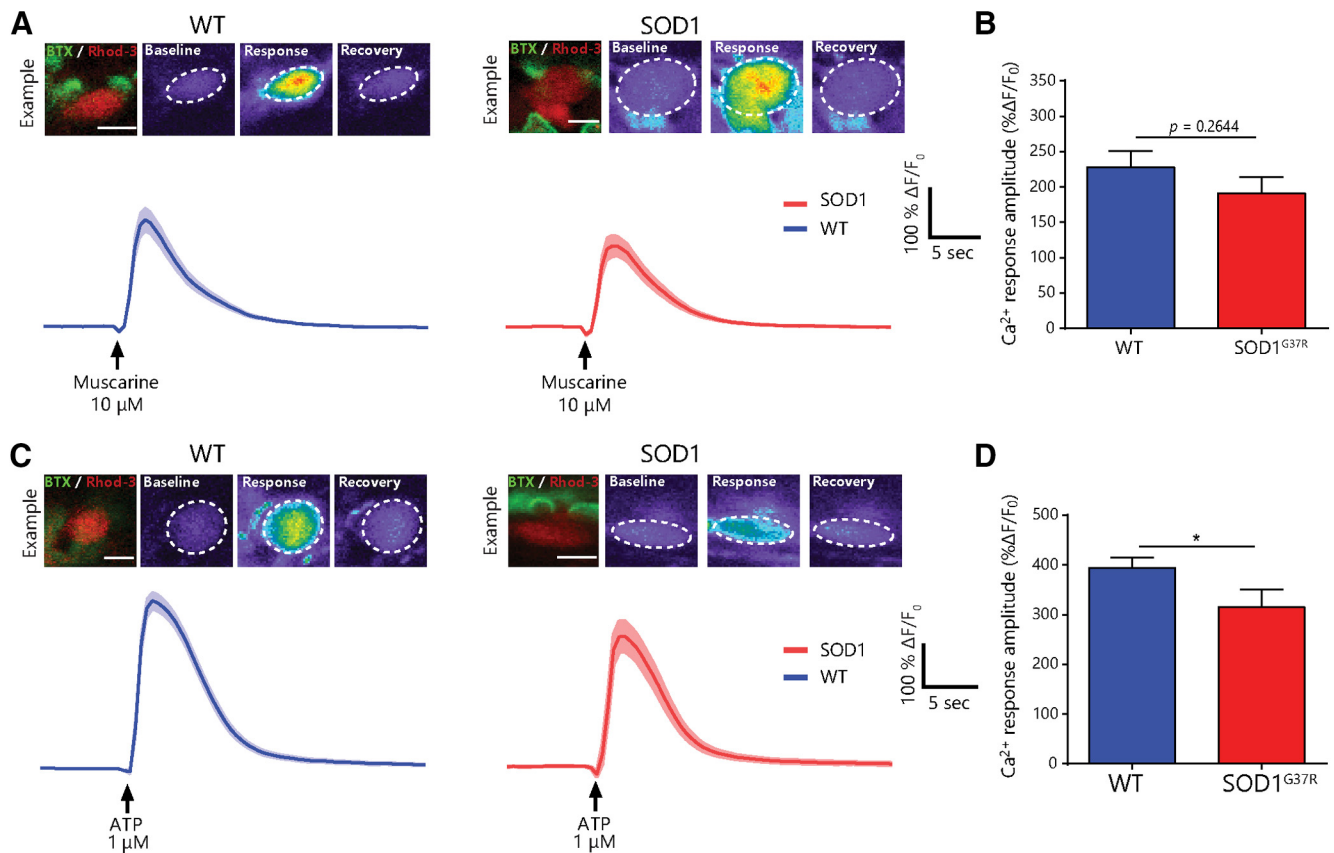 A
WT
Example
BTX / Rhod-3
Baseline
Response
Recovery
SOD1
Example
BTX / Rhod-3
Baseline
Response
Recovery
SOD1
WT
100 % ΔF/F0
5 sec
Muscarine
10 µM
Muscarine
10 µM
B
Ca2+ response amplitude (%ΔF/F0)
350
300
250
200
150
100
50
0
p = 0.2644
WT
SOD1G37R
C
WT
Example
BTX / Rhod-3
Baseline
Response
Recovery
SOD1
Example
BTX / Rhod-3
Baseline
Response
Recovery
SOD1
WT
100 % ΔF/F0
5 sec
ATP
1 µM
ATP
1 µM
D
Ca2+ response amplitude (%ΔF/F0)
500
400
300
200
100
0
*
WT
SOD1G37R